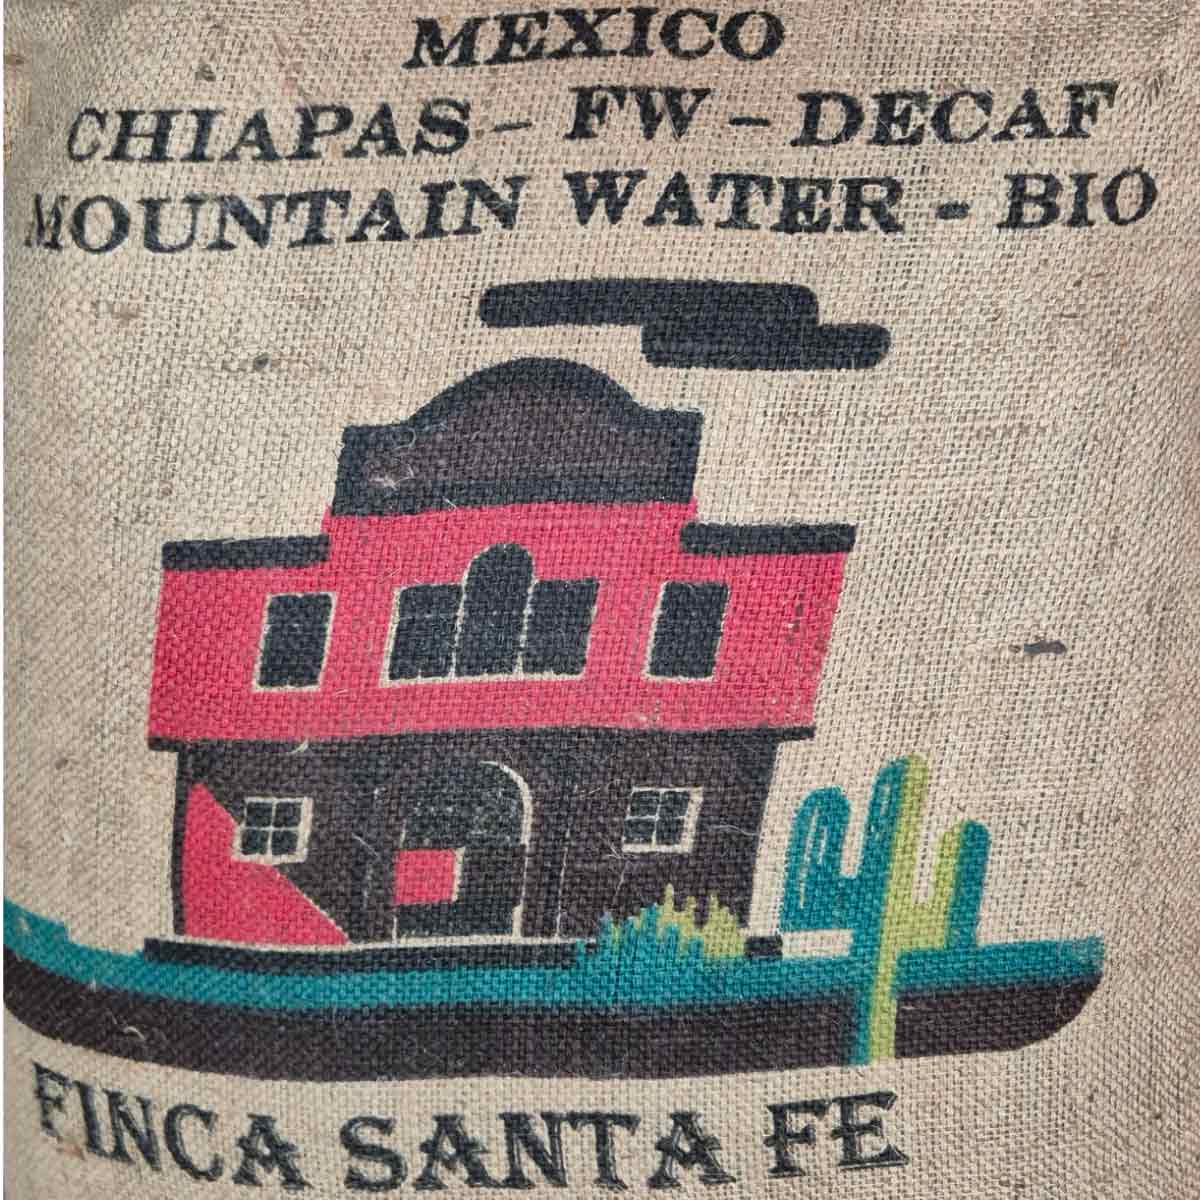 MEXICO
CHIAPAS - FW - DECAF
MOUNTAIN WATER - BIO
FINCA SANTA FE